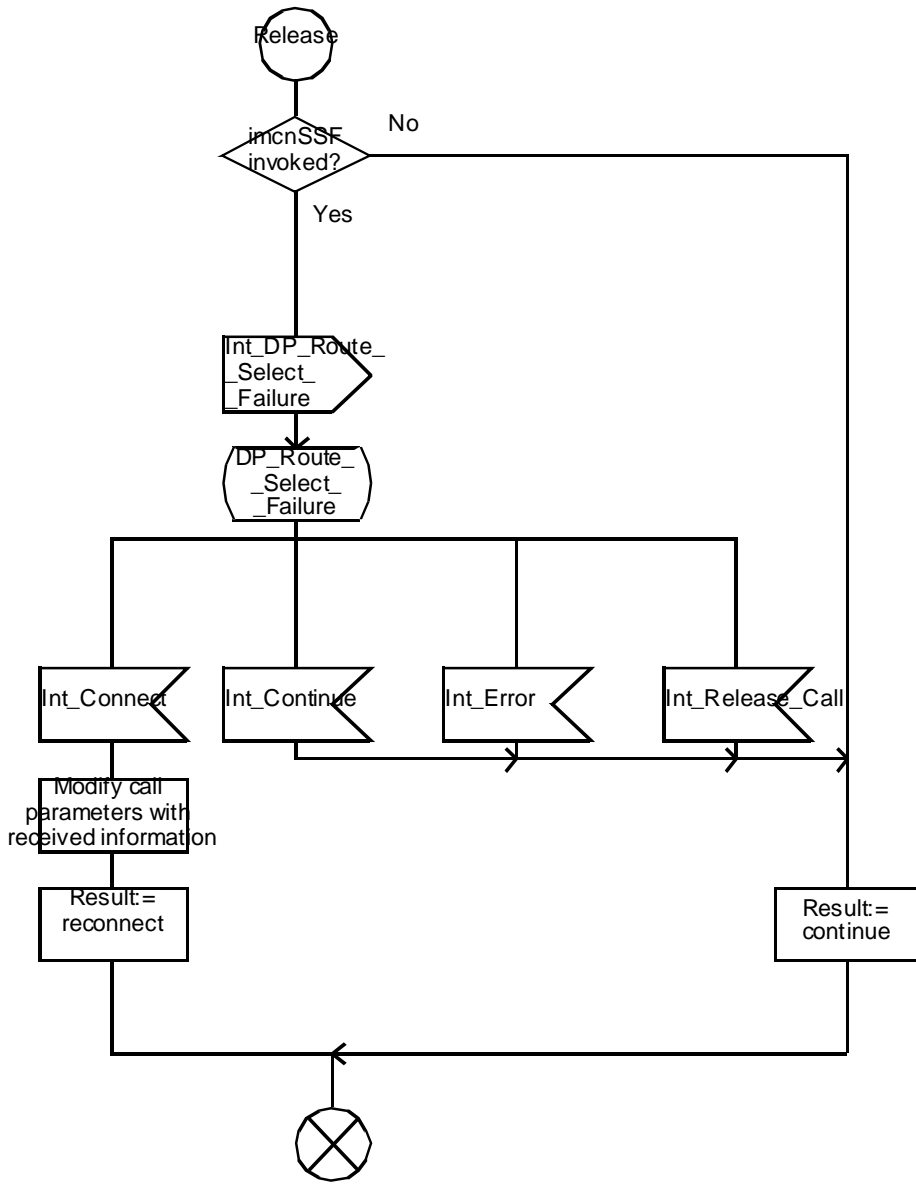 Release
imcnSSF
invoked?
No
Yes
Int_DP_Route_
_Select_
_Failure
DP_Route_
_Select_
_Failure
Int_Connect
Int_Continue
Int_Error
Int_Release_Call
Modify call
parameters with
received information
Result:=
reconnect
Result:=
continue